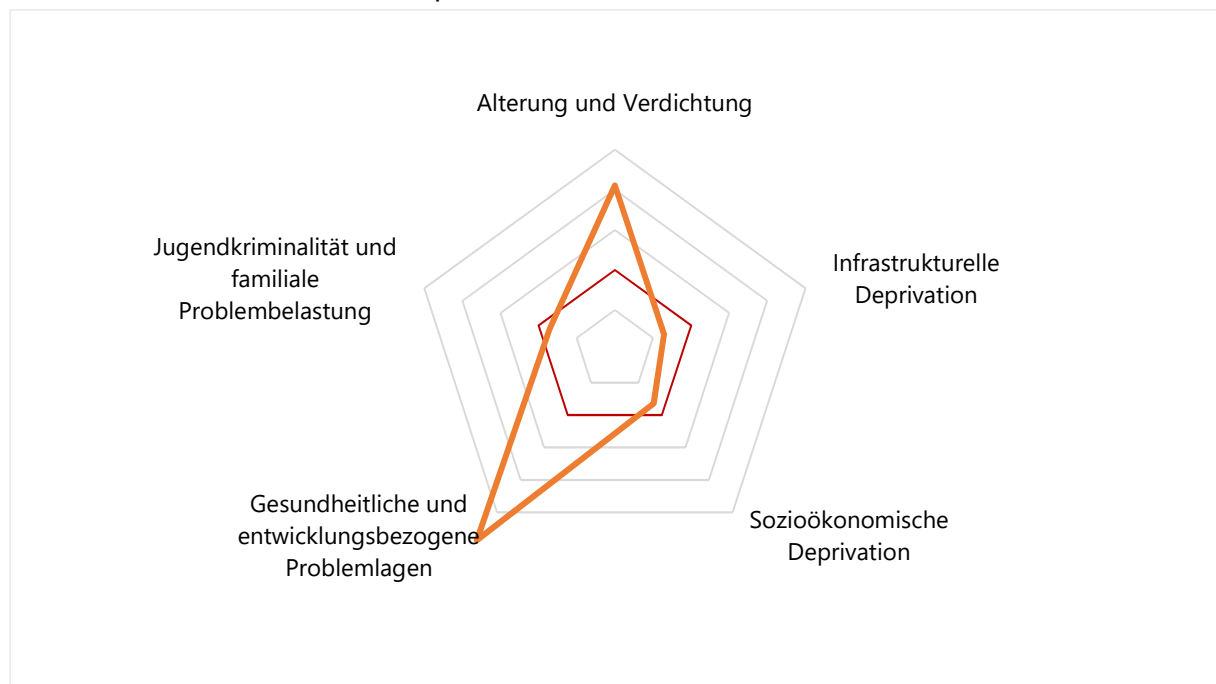 Alterung und Verdichtung
Infrastrukturelle
Deprivation
Sozioökonomische
Deprivation
Gesundheitliche und
entwicklungsbezogene
Problemlagen
Jugendkriminalität und
familiale
Problembelastung